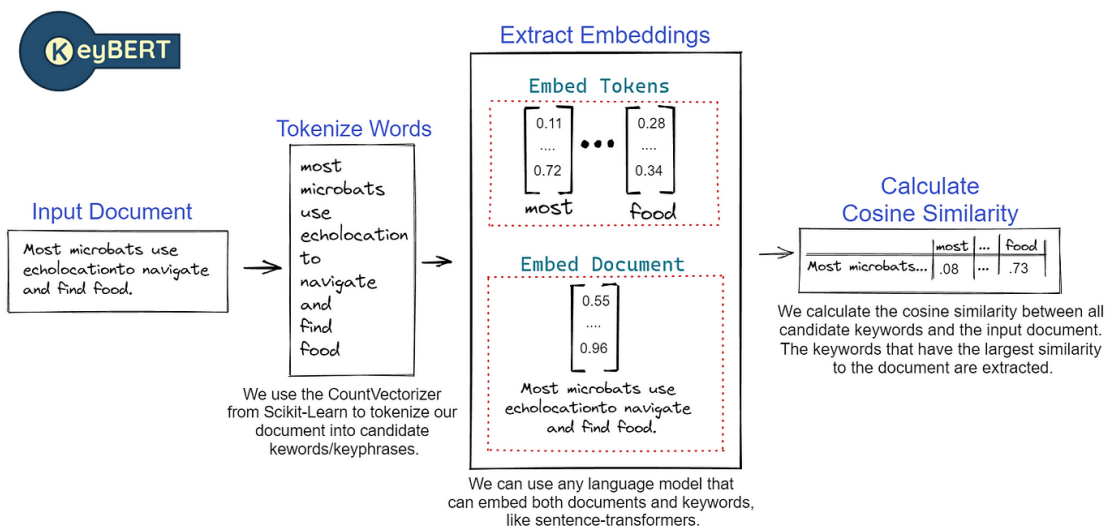 KeyBERT
Input Document
Most microbats use
echolocationto navigate
and find food.
Tokenize Words
most
microbats
use
echolocation
to
navigate
and
find
food
We use the CountVectorizer
from Scikit-Learn to tokenize our
document into candidate
kewords/keyphrases.
Extract Embeddings
Embed Tokens
0.11 0.28
.... ....
0.72 0.34
most ... food
Embed Document
0.55
....
0.96
Most microbats use
echolocationto navigate
and find food.
We can use any language model that
can embed both documents and keywords,
like sentence-transformers.
Calculate
Cosine Similarity
most ... food
Most microbats... .08 ... .73
We calculate the cosine similarity between all
candidate keywords and the input document.
The keywords that have the largest similarity
to the document are extracted.